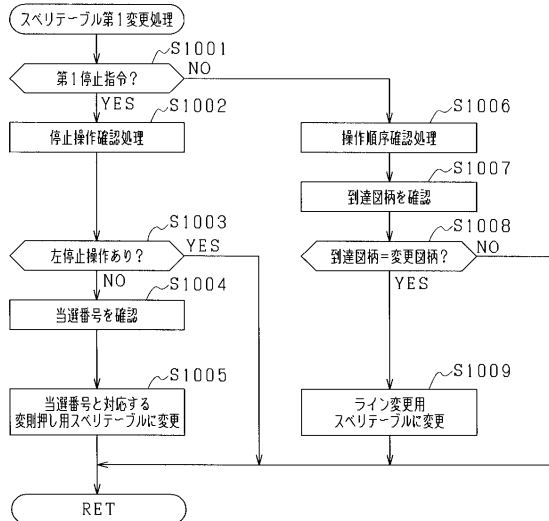 スベリテーブル第1変更処理
S1001
第1停止指令?
NO
YES
S1002
停止操作確認処理
S1003
左停止操作あり?
YES
NO
S1004
当選番号を確認
S1005
当選番号と対応する
変則押し用スベリテーブルに変更
S1006
操作順序確認処理
S1007
到達図柄を確認
S1008
到達図柄=変更図柄?
NO
YES
S1009
ライン変更用
スベリテーブルに変更
RET